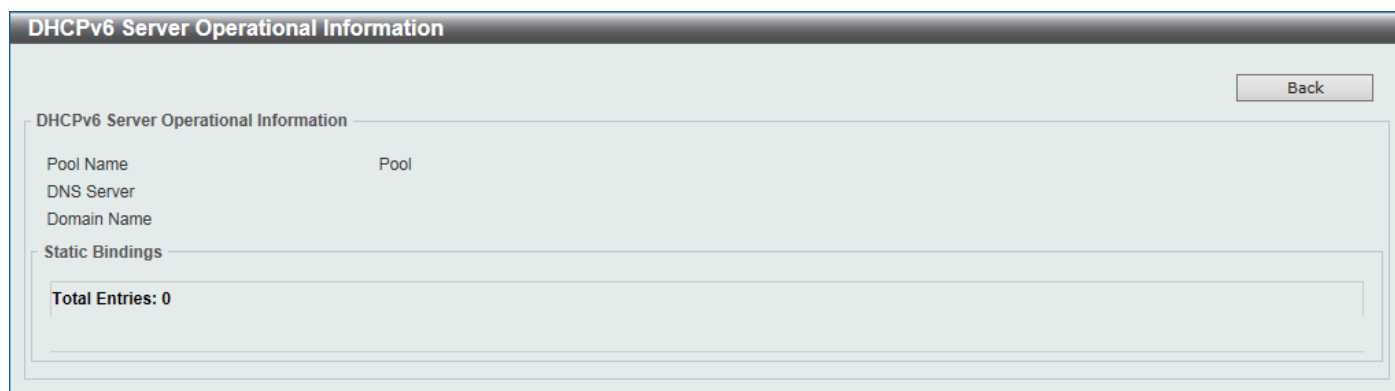 DHCPv6 Server Operational Information
Back
DHCPv6 Server Operational Information
Pool Name Pool
DNS Server
Domain Name
Static Bindings
Total Entries: 0